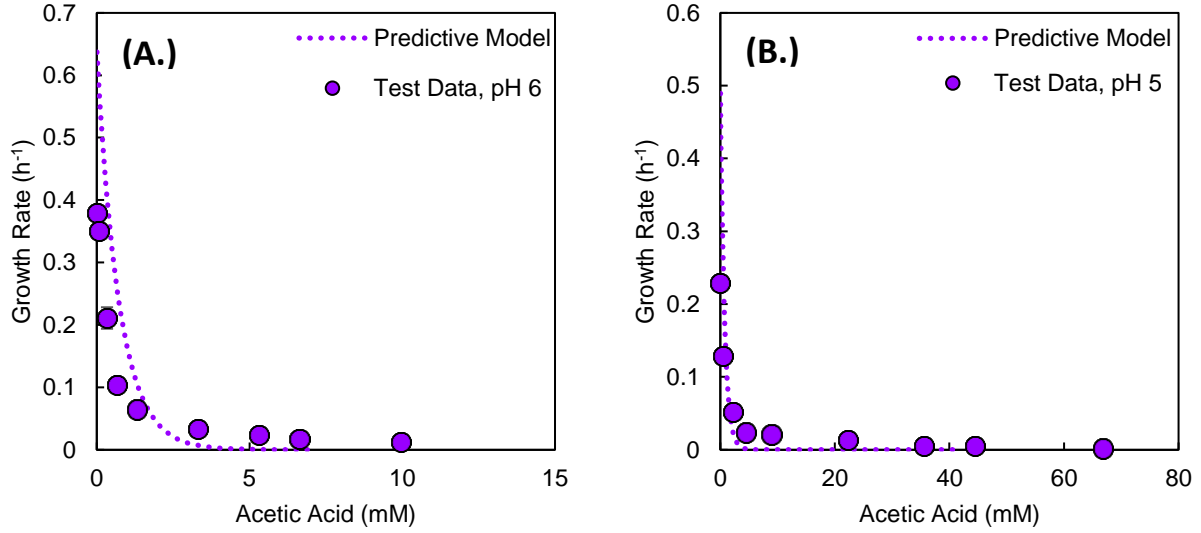 (A.)
Predictive Model
Test Data, pH 6
Growth Rate (h-1)
0.7
0.6
0.5
0.4
0.3
0.2
0.1
0
0 5 10 15
Acetic Acid (mM)
(B.)
Predictive Model
Test Data, pH 5
Growth Rate (h-1)
0.6
0.5
0.4
0.3
0.2
0.1
0
0 20 40 60 80
Acetic Acid (mM)